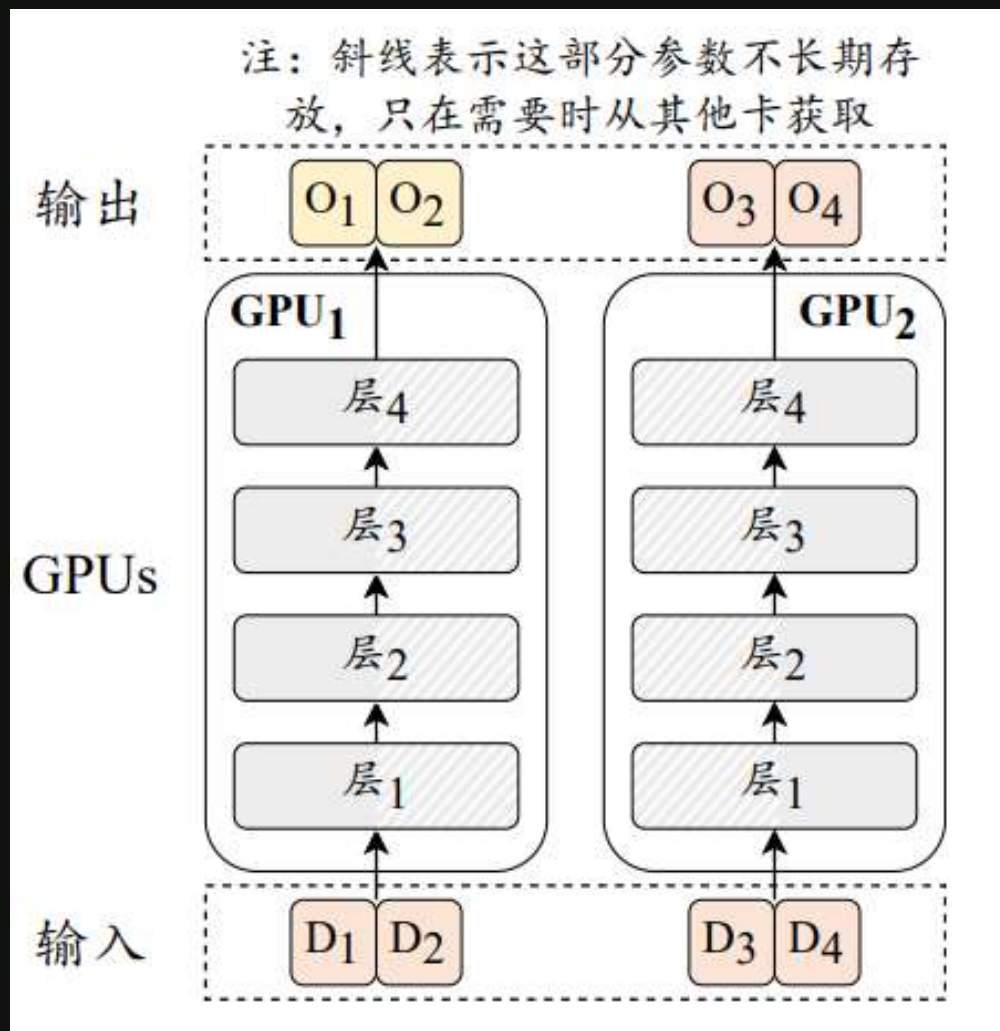 注：斜线表示这部分参数不长期存
放，只在需要时从其他卡获取
输出
O1 O2
O3 O4
GPU1
GPU2
层4
层4
层3
层3
GPUs
层2
层2
层1
层1
输入
D1 D2
D3 D4